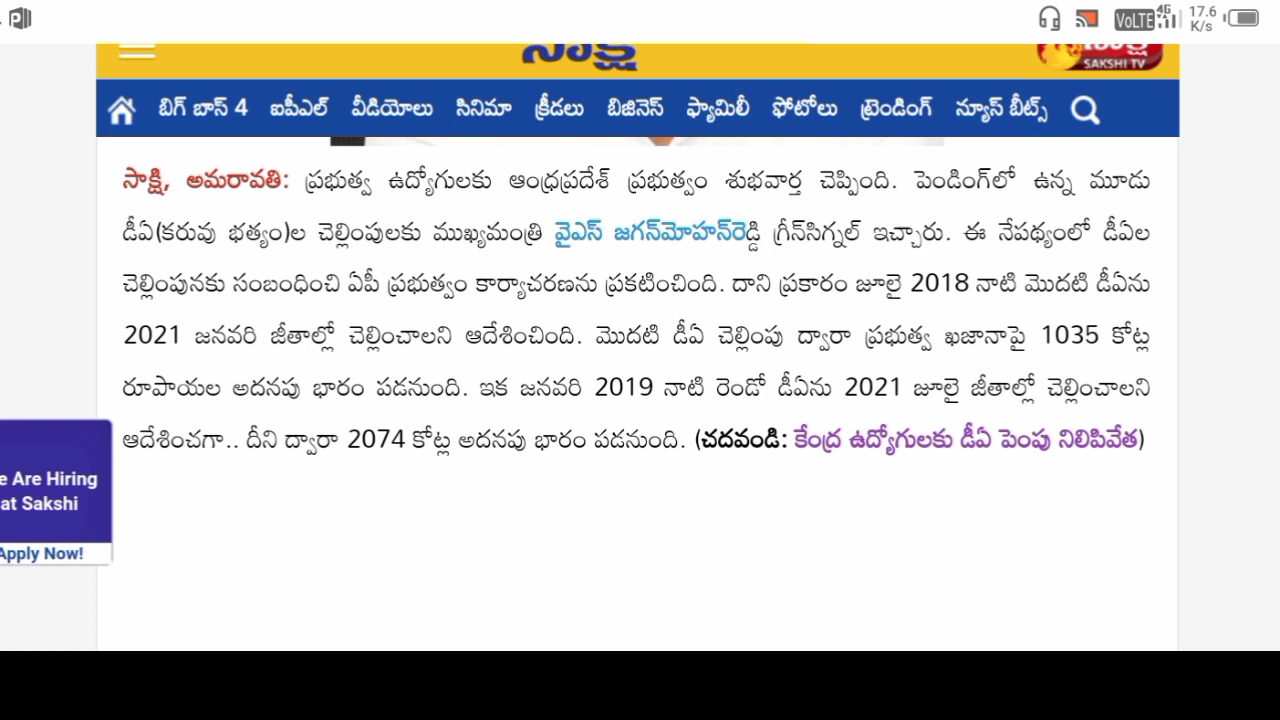 VoLTE 4G 17.6 K/s
సాక్షి
SAKSHI TV
బిగ్ బాస్ 4 ఐపీఎల్ వీడియోలు సినిమా క్రీడలు బిజినెస్ ఫ్యామిలీ ఫోటోలు ట్రెండింగ్ న్యూస్ బీట్స్
సాక్షి, అమరావతి: ప్రభుత్వ ఉద్యోగులకు ఆంధ్రప్రదేశ్ ప్రభుత్వం శుభవార్త చెప్పింది. పెండింగ్‌లో ఉన్న మూడు
డీఏ(కరువు భత్యం)ల చెల్లింపులకు ముఖ్యమంత్రి వైఎస్ జగన్‌మోహన్‌రెడ్డి గ్రీన్‌సిగ్నల్ ఇచ్చారు. ఈ నేపథ్యంలో డీఏల
చెల్లింపునకు సంబంధించి ఏపీ ప్రభుత్వం కార్యాచరణను ప్రకటించింది. దాని ప్రకారం జూలై 2018 నాటి మొదటి డీఏను
2021 జనవరి జీతాల్లో చెల్లించాలని ఆదేశించింది. మొదటి డీఏ చెల్లింపు ద్వారా ప్రభుత్వ ఖజానాపై 1035 కోట్ల
రూపాయల అదనపు భారం పడనుంది. ఇక జనవరి 2019 నాటి రెండో డీఏను 2021 జూలై జీతాల్లో చెల్లించాలని
ఆదేశించగా.. దీని ద్వారా 2074 కోట్ల అదనపు భారం పడనుంది. (చదవండి: కేంద్ర ఉద్యోగులకు డీఏ పెంపు నిలిపివేత)
e Are Hiring
at Sakshi
Apply Now!